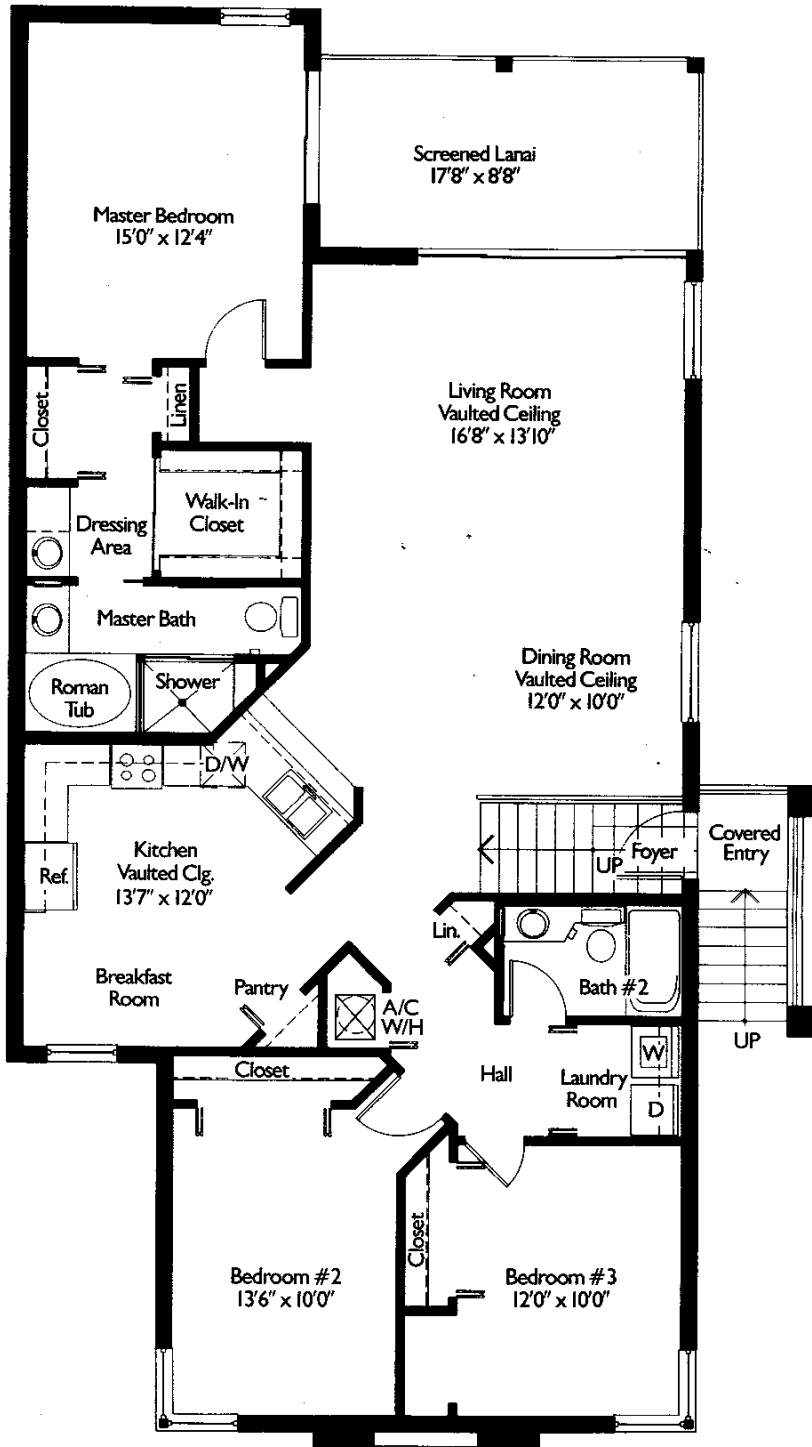 Screened Lanai
17'8" x 8'8"
Master Bedroom
15'0" x 12'4"
Living Room
Vaulted Ceiling
16'8" x 13'10"
Closet
Linen
Walk-In
Closet
Dressing
Area
Master Bath
Roman
Tub
Shower
Dining Room
Vaulted Ceiling
12'0" x 10'0"
D/W
Kitchen
Vaulted Clg.
13'7" x 12'0"
Ref.
UP
Foyer
Covered
Entry
Lin.
Breakfast
Room
Pantry
A/C
W/H
Bath #2
UP
Closet
Hall
Laundry
Room
W
D
Closet
Bedroom #2
13'6" x 10'0"
Bedroom #3
12'0" x 10'0"